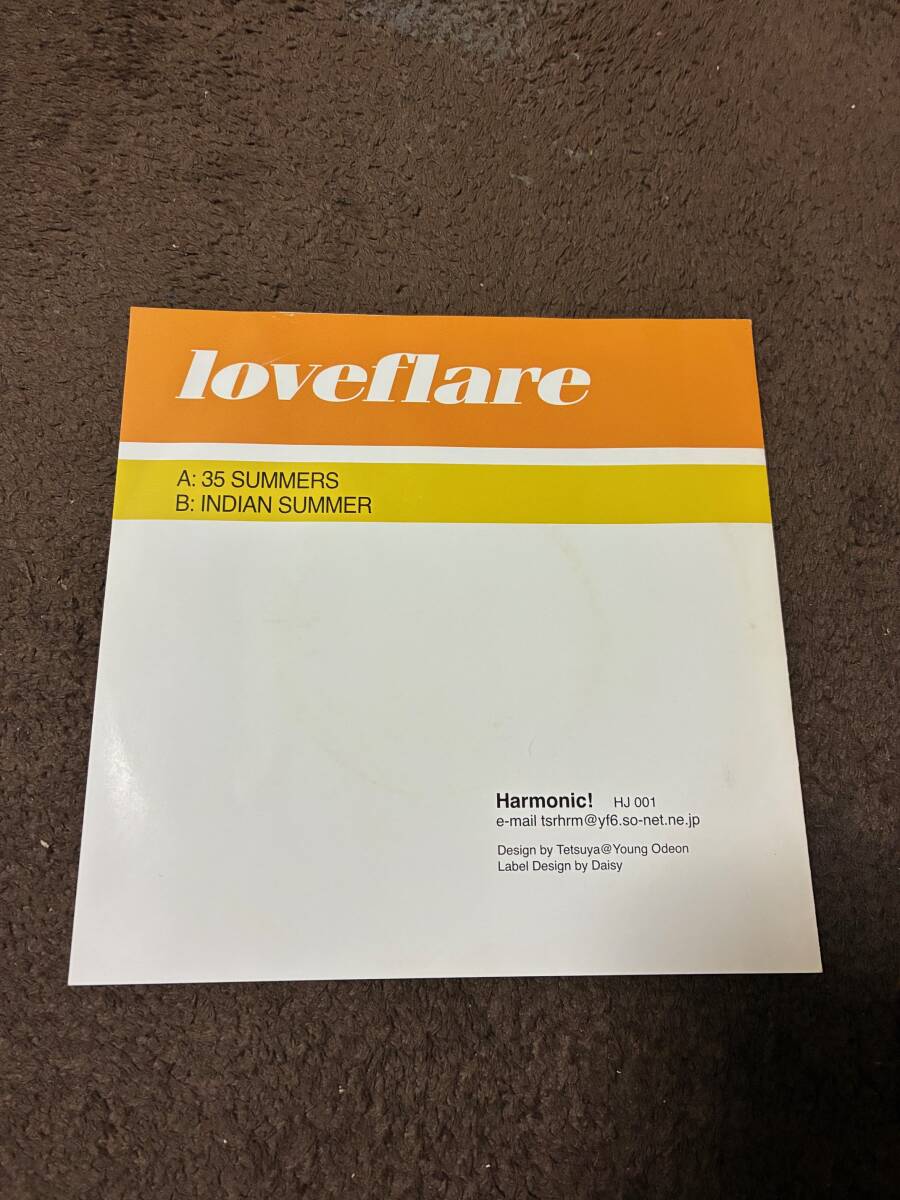 loveflare
A: 35 SUMMERS
B: INDIAN SUMMER
Harmonic! HJ 001
e-mail tsrhrm@yf6.so-net.ne.jp
Design by Tetsuya@Young Odeon
Label Design by Daisy